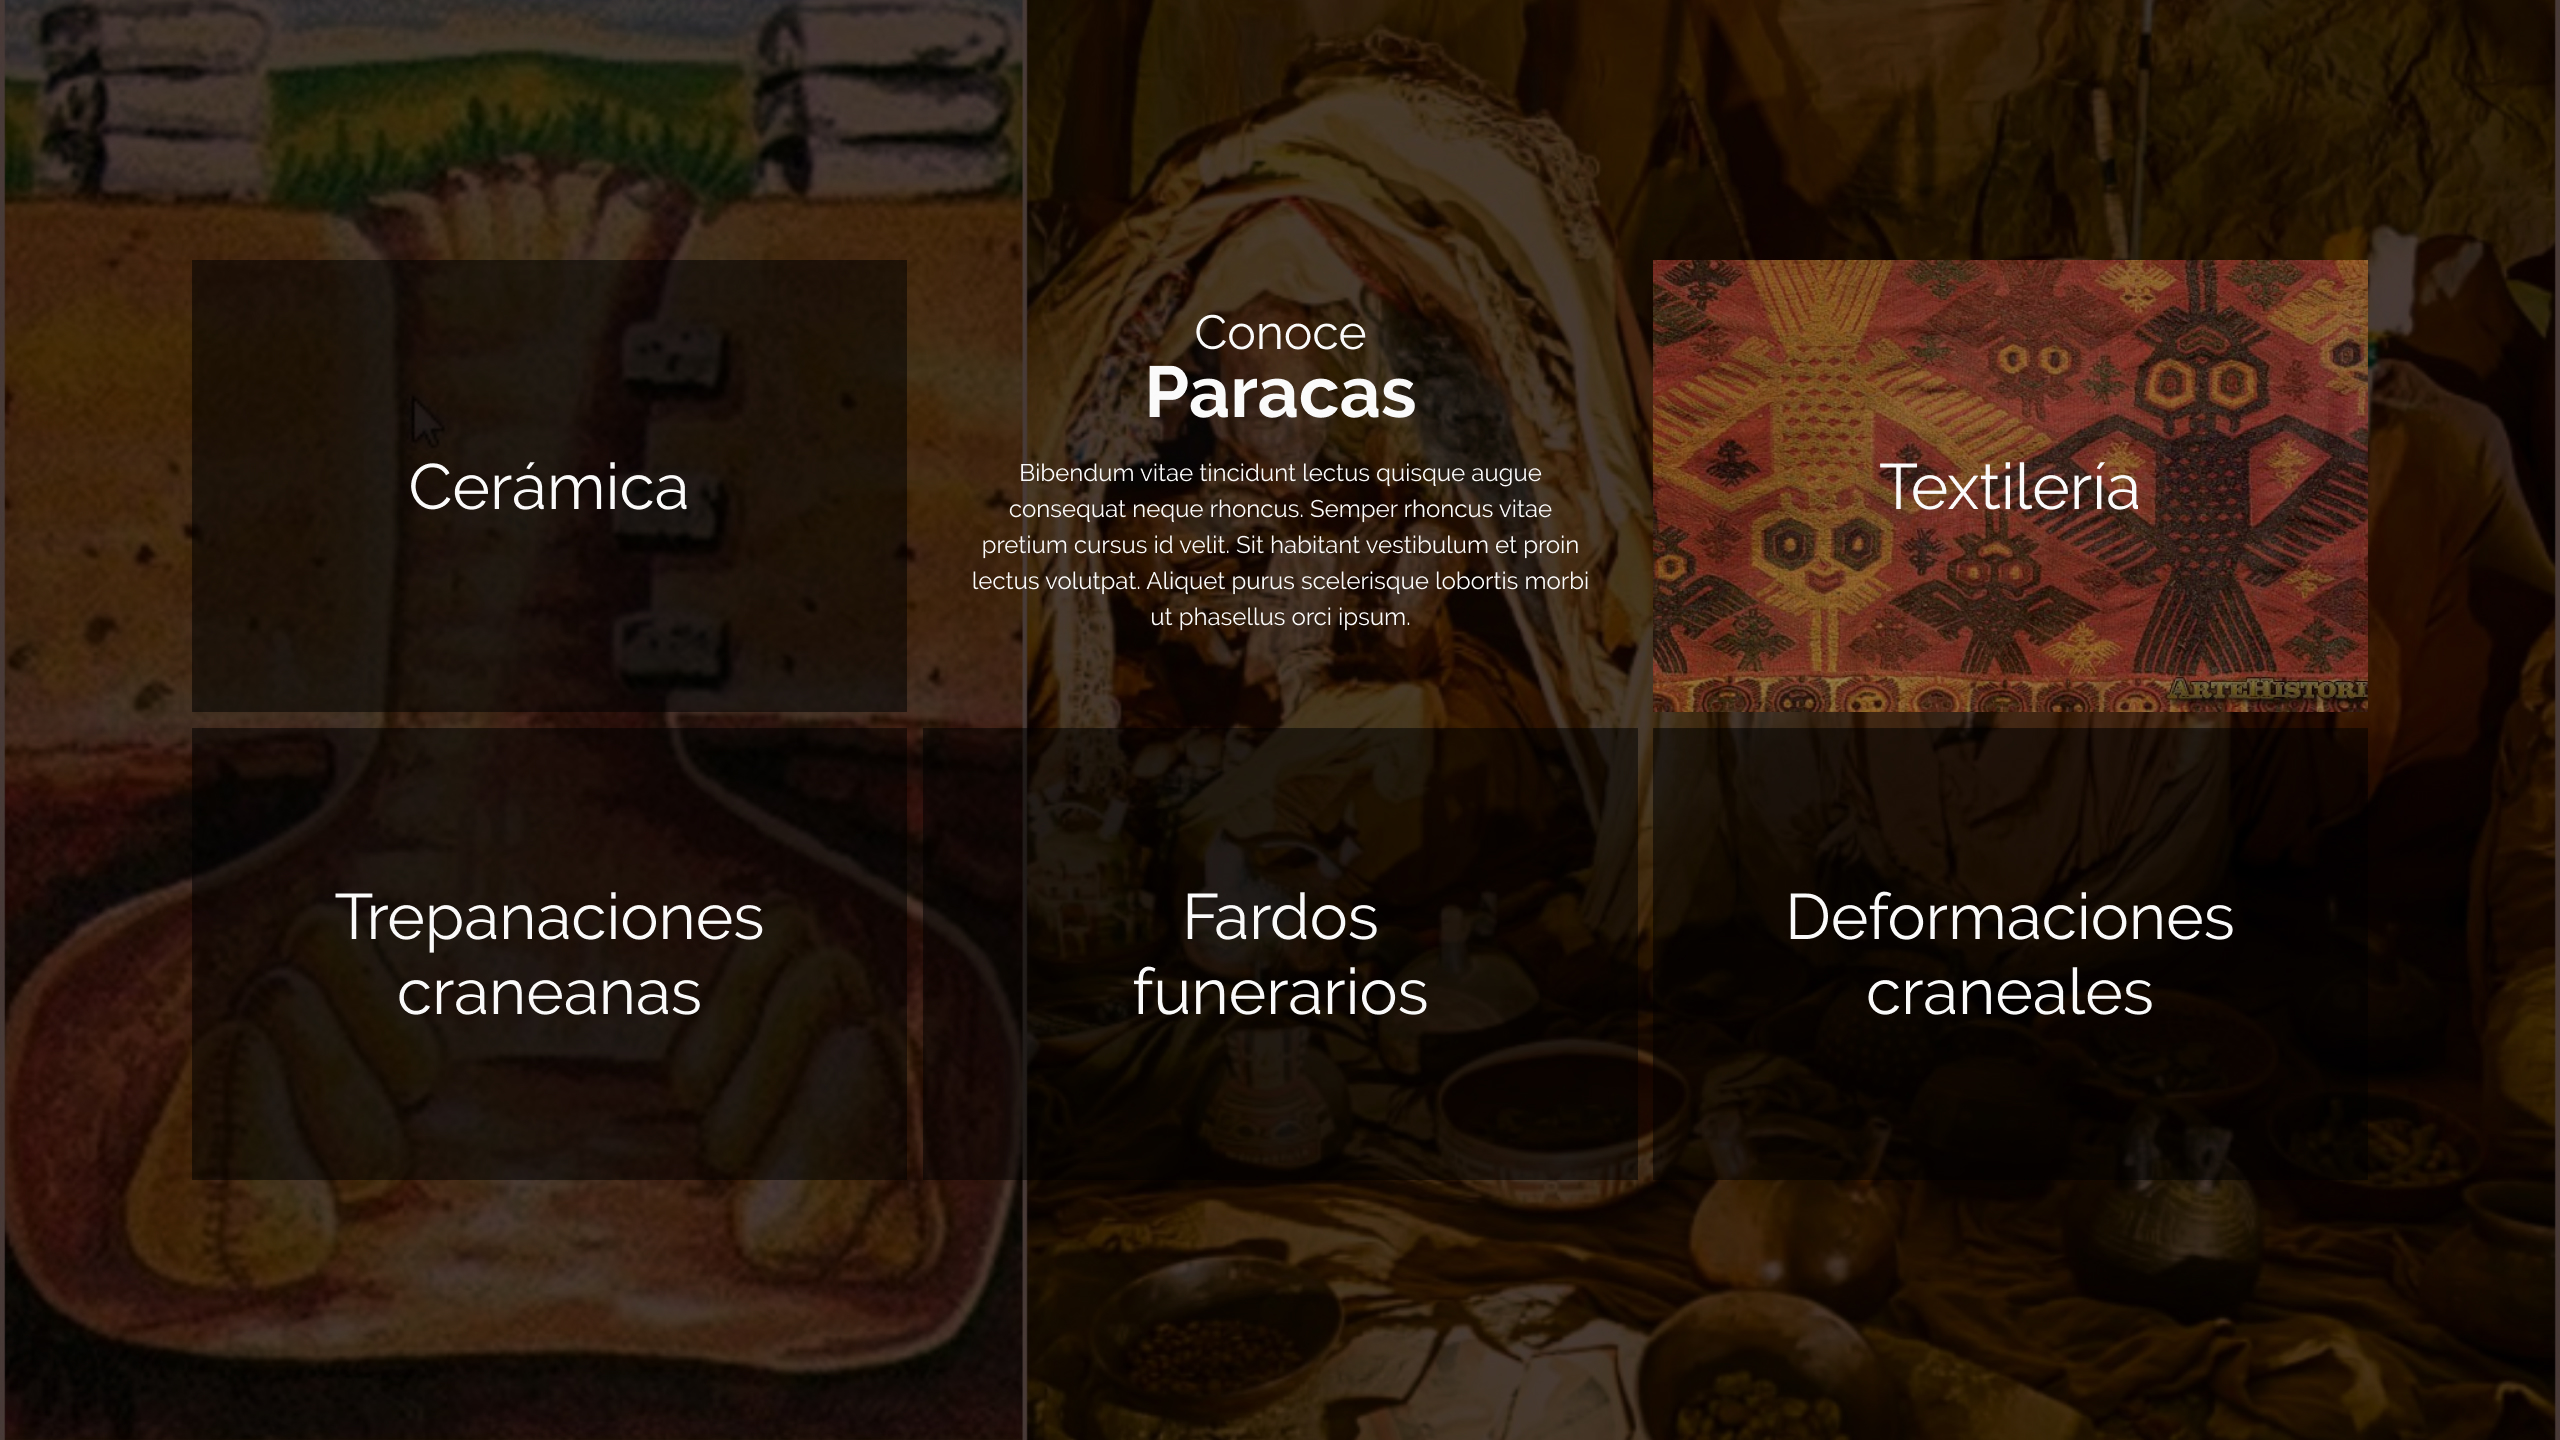 Conoce
Paracas
Bibendum vitae tincidunt lectus quisque augue
consequat neque rhoncus. Semper rhoncus vitae
pretium cursus id velit. Sit habitant vestibulum et proin
lectus volutpat. Aliquet purus scelerisque lobortis morbi
ut phasellus orci ipsum.
Cerámica
Textilería
ARTEHISTORI
Trepanaciones
craneanas
Fardos
funerarios
Deformaciones
craneales